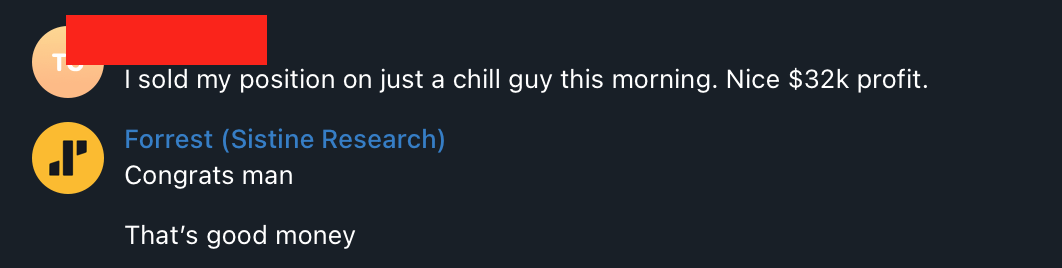 I sold my position on just a chill guy this morning. Nice $32k profit.
Forrest (Sistine Research)
Congrats man
That’s good money